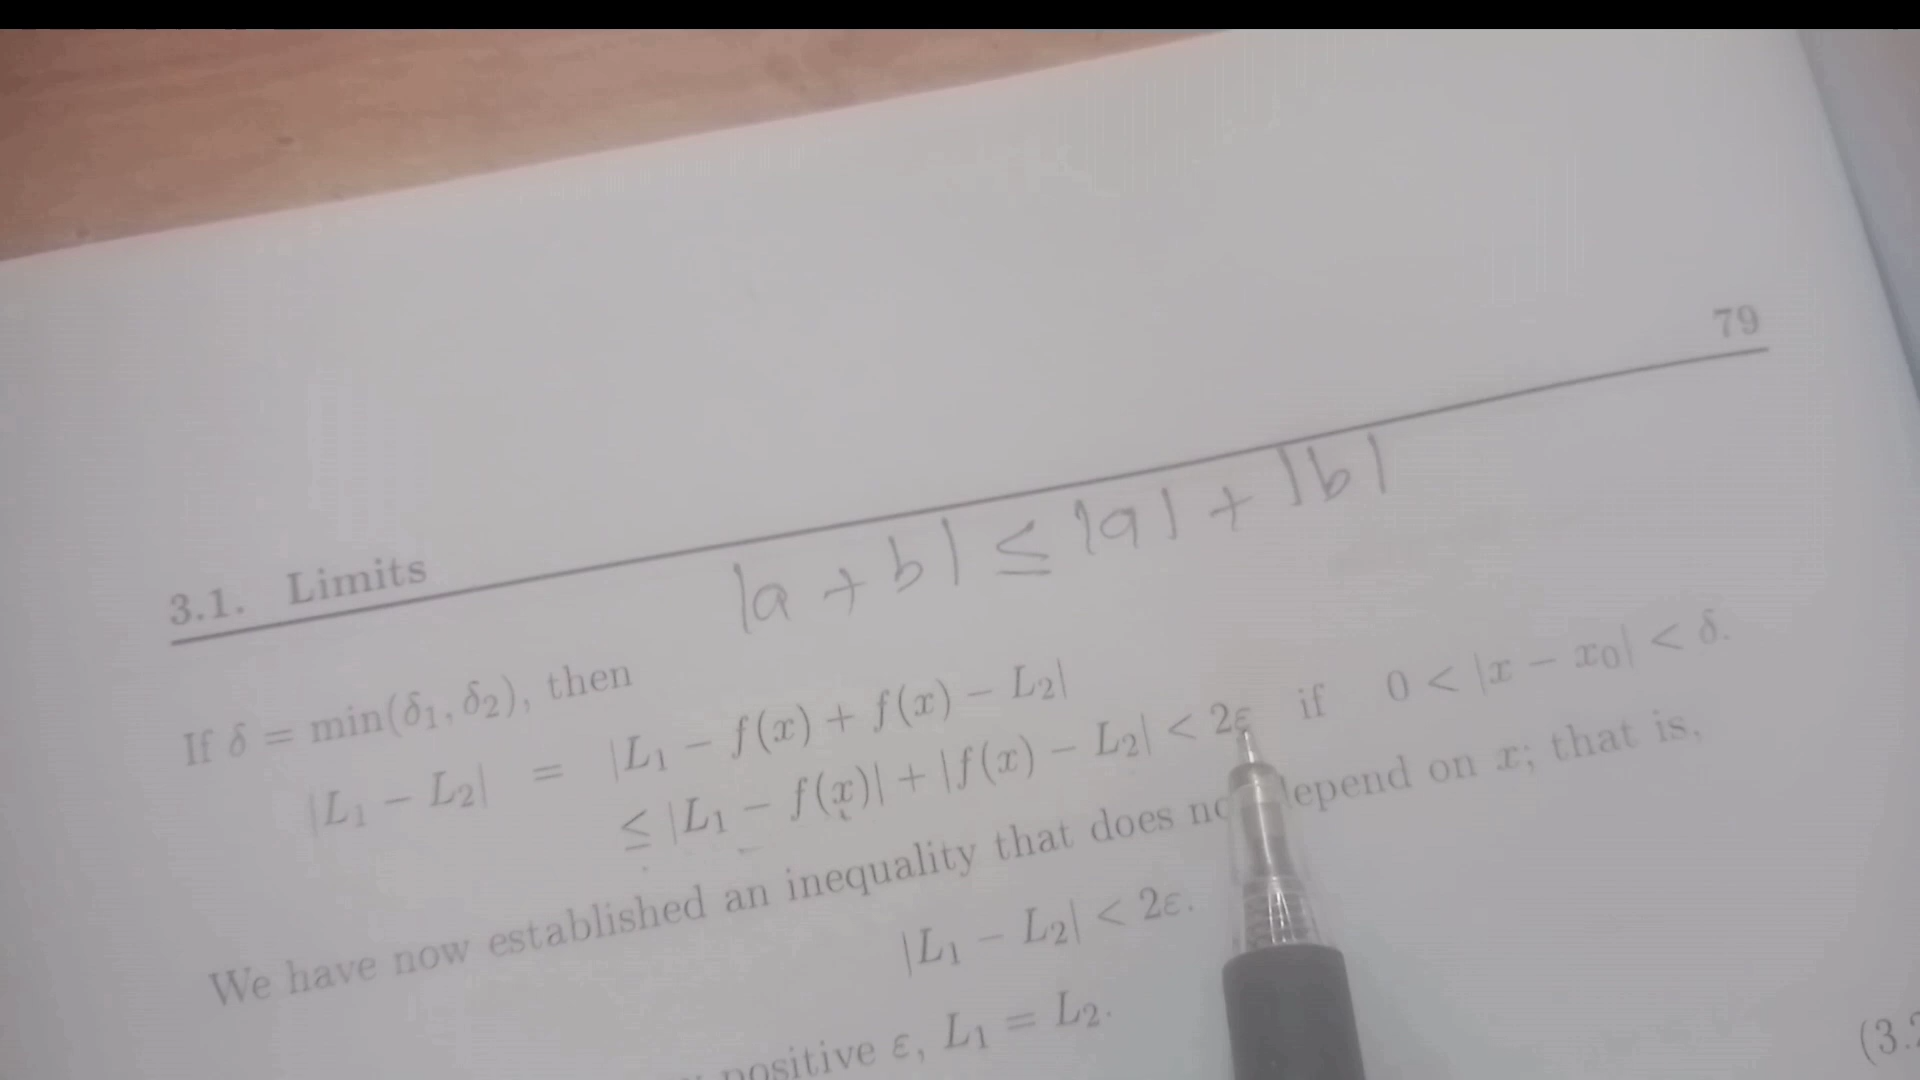 79
3.1. Limits
|a + b| ≤ |a| + |b|
If δ = min(δ₁, δ₂), then
|L₁ − L₂| = |L₁ − f(x) + f(x) − L₂|
≤ |L₁ − f(x)| + |f(x) − L₂| < 2ε if 0 < |x − x₀| < δ.
We have now established an inequality that does depend on x; that is,
|L₁ − L₂| < 2ε.
positive ε, L₁ = L₂.